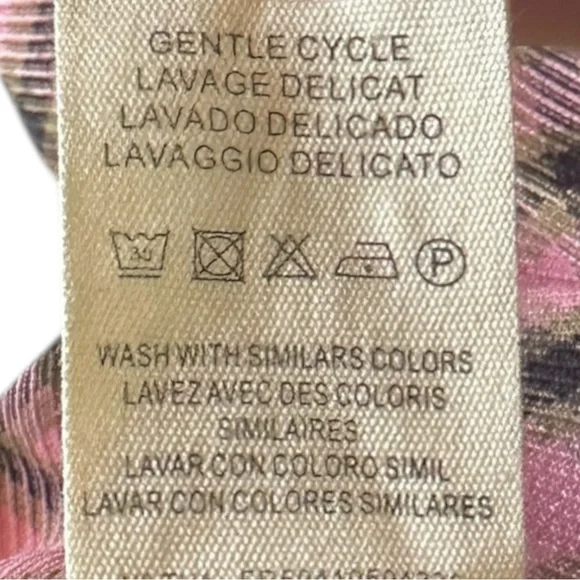 GENTLE CYCLE
LAVAGE DELICAT
LAVADO DELICADO
LAVAGGIO DELICATO
30 P
WASH WITH SIMILARS COLORS
LAVEZ AVEC DES COLORIS
SIMILAIRES
LAVAR CON COLORO SIMIL
LAVAR CON COLORES SIMILARES